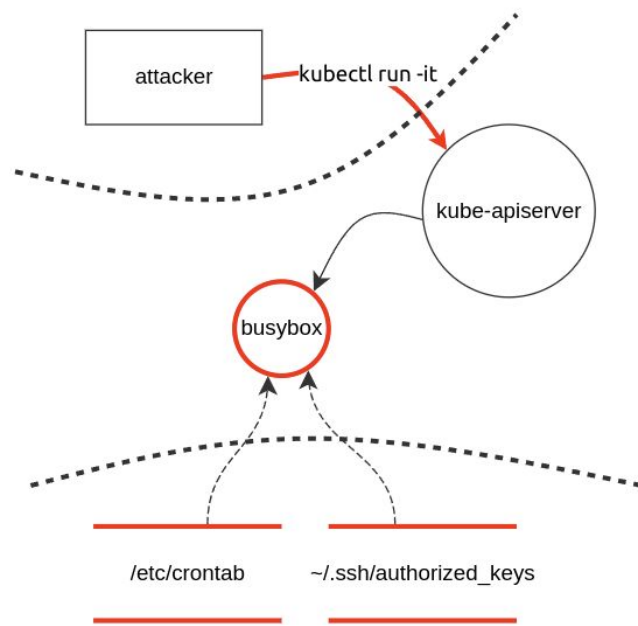 attacker
kubectl run -it
kube-apiserver
busybox
/etc/crontab
~/.ssh/authorized_keys